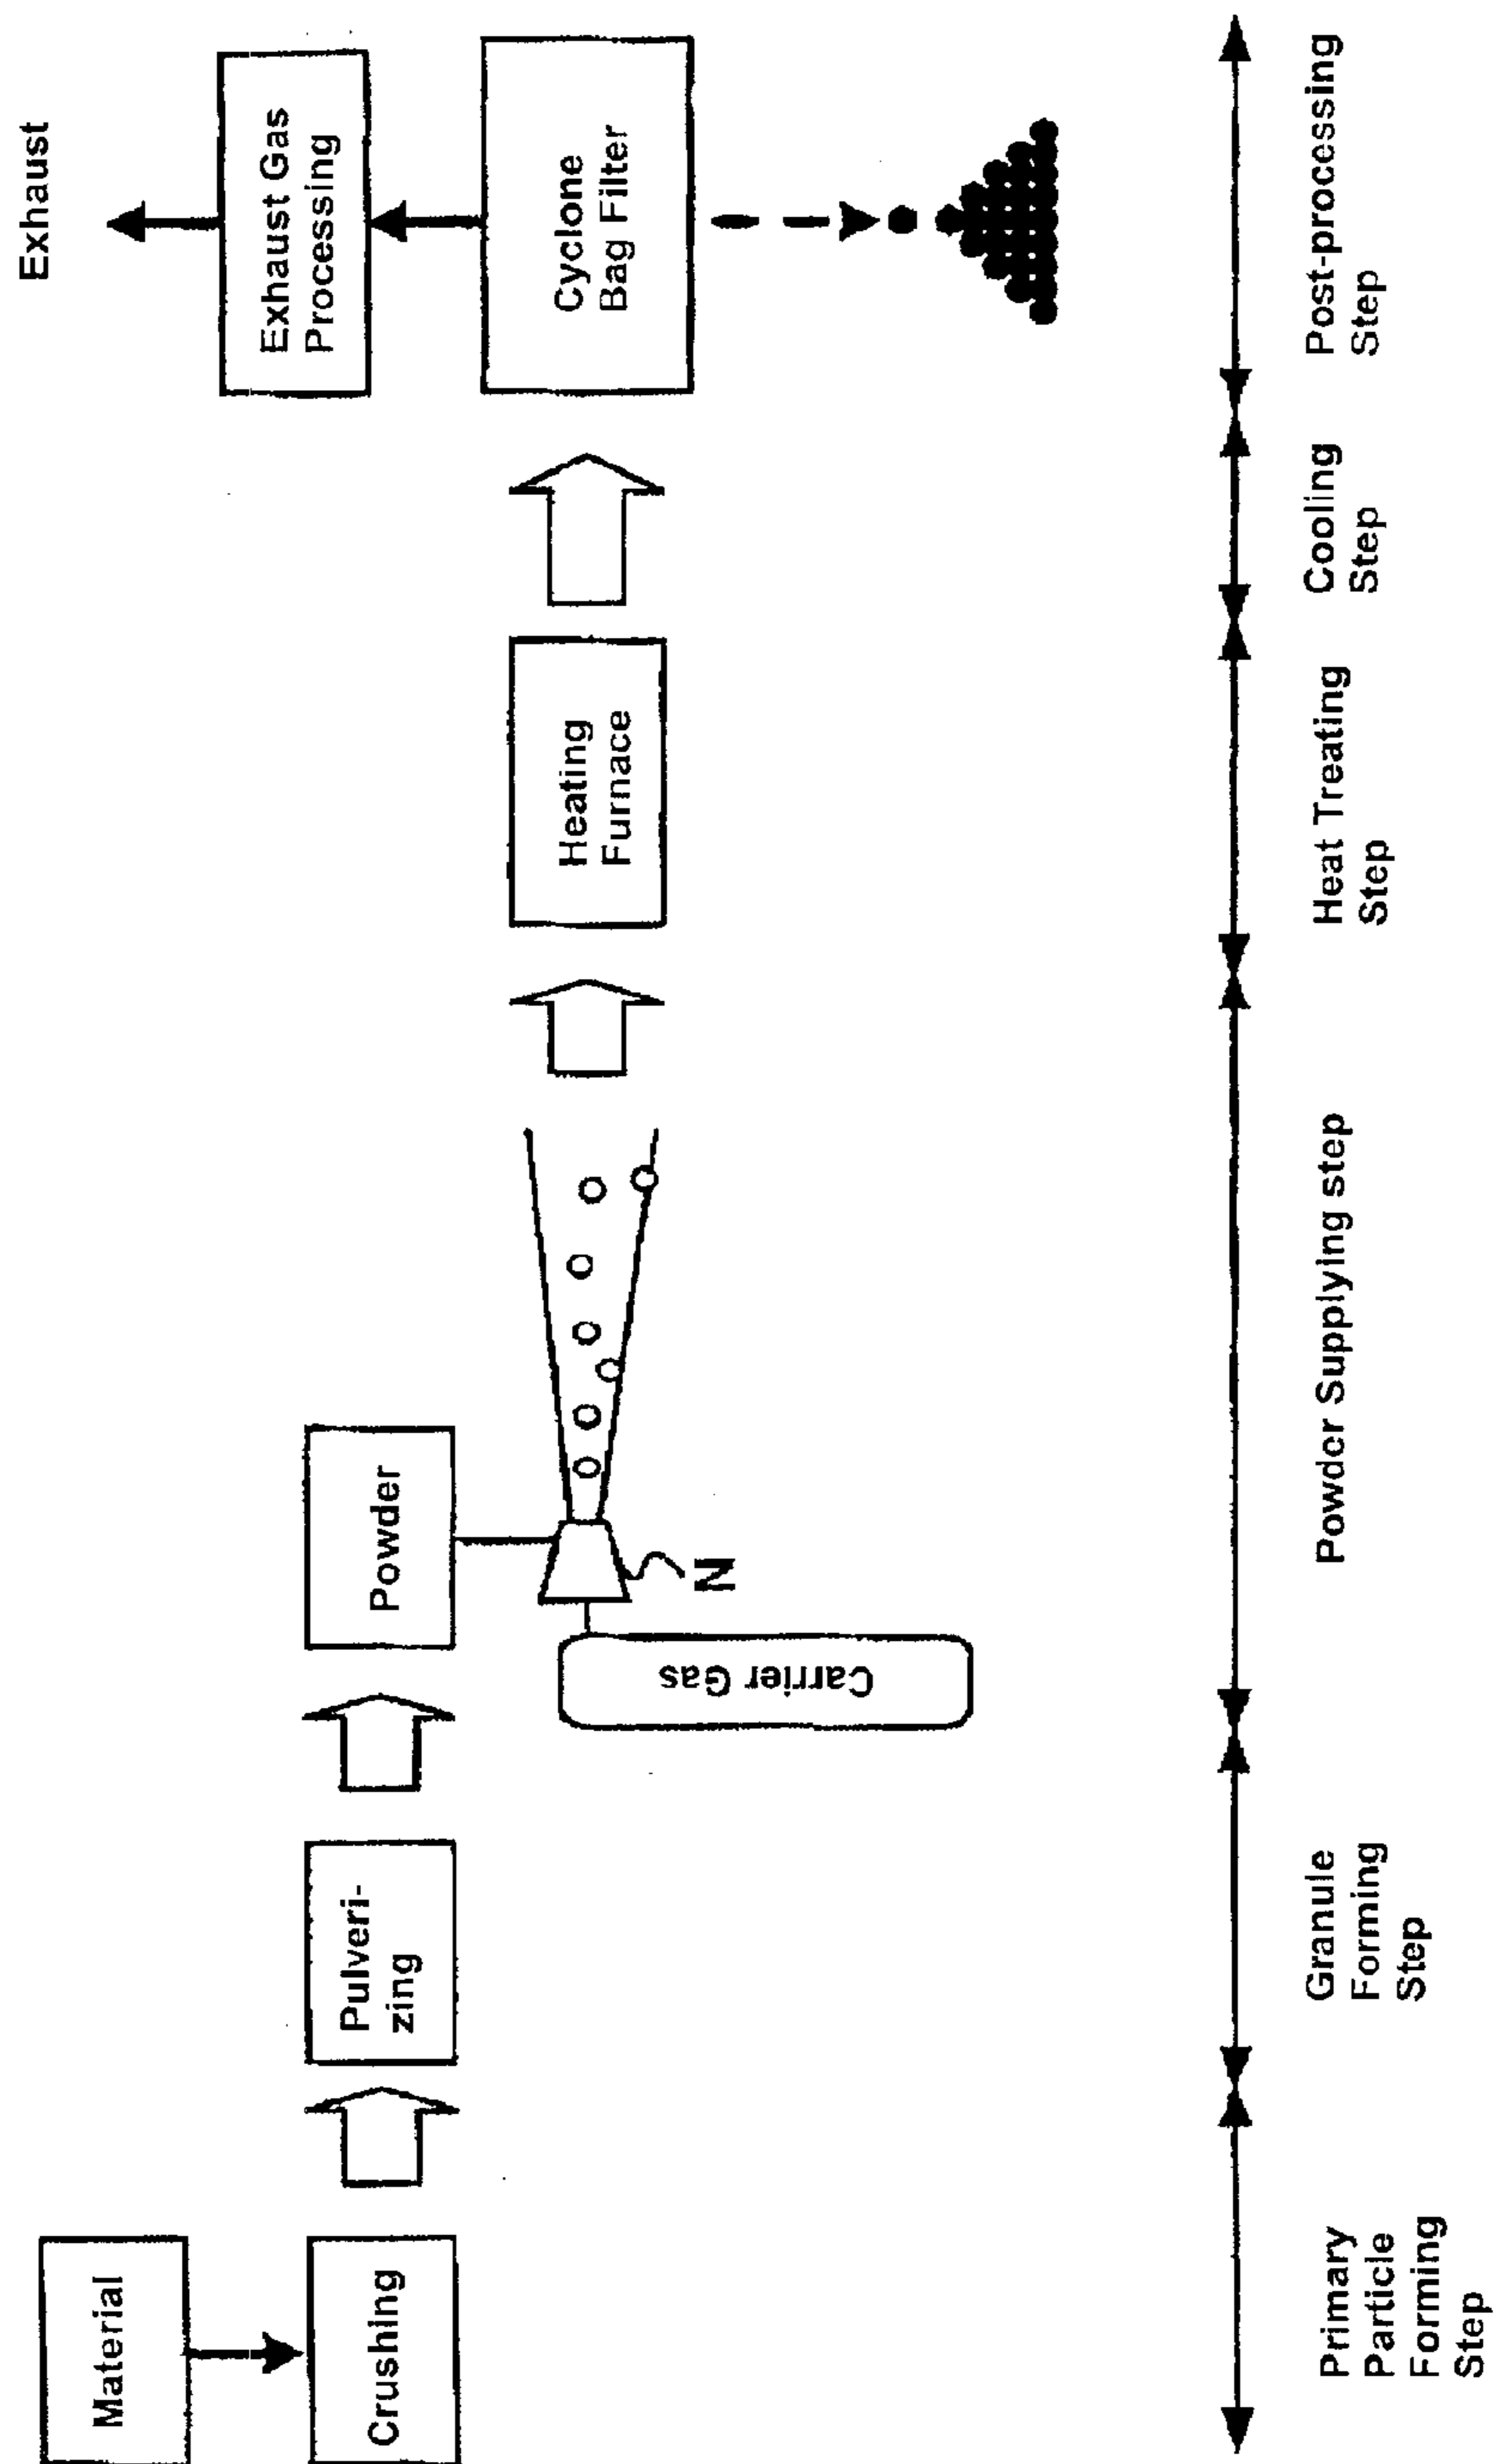 Material
Crushing
Pulveri-
zing
Powder
Carrier Gas
N
Heating
Furnace
Cyclone
Bag Filter
Exhaust Gas
Processing
Exhaust
Primary
Particle
Forming
Step
Granule
Forming
Step
Powder Supplying step
Heat Treating
Step
Cooling
Step
Post-processing
Step